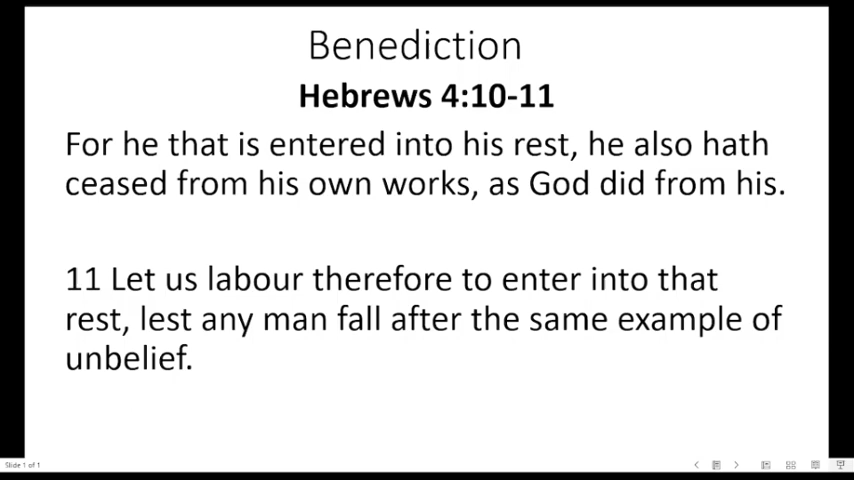 Benediction
Hebrews 4:10-11
For he that is entered into his rest, he also hath
ceased from his own works, as God did from his.
11 Let us labour therefore to enter into that
rest, lest any man fall after the same example of
unbelief.
Slide 1 of 1